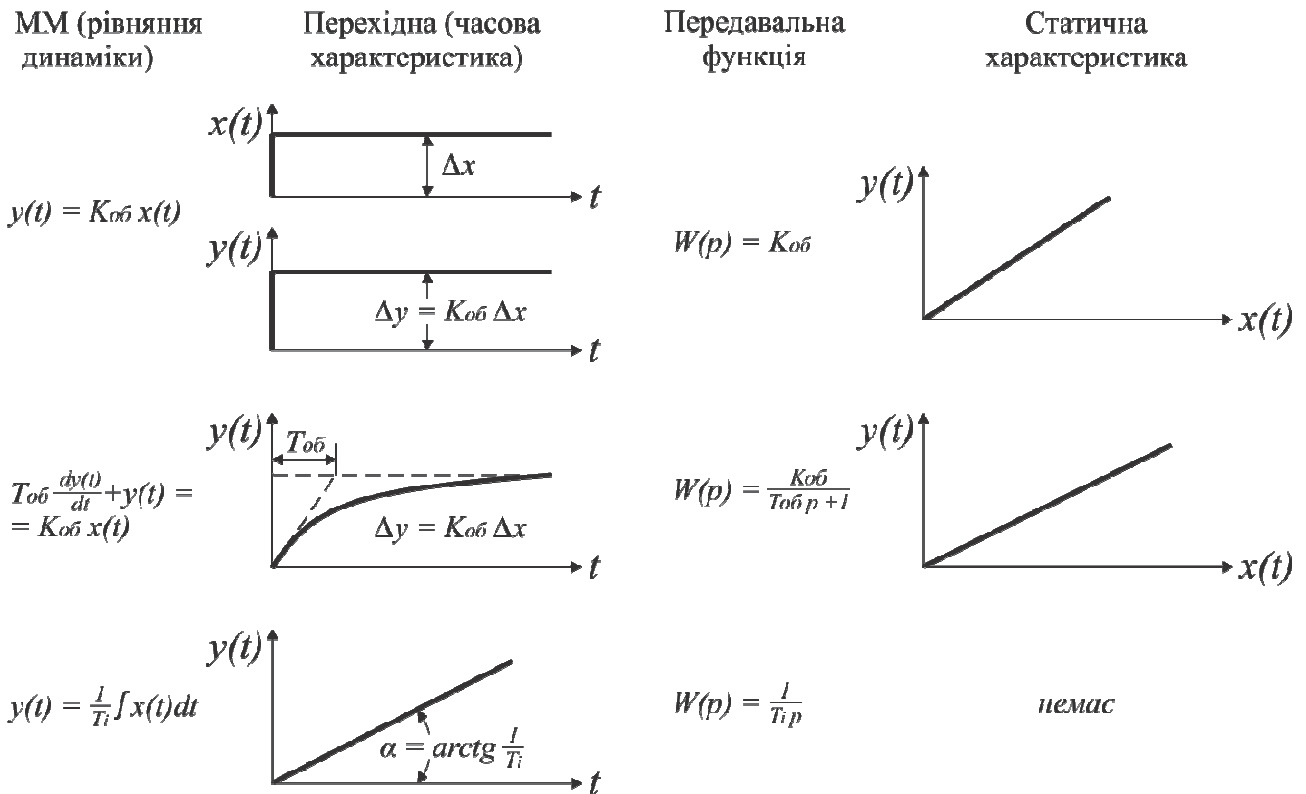 ММ (рівняння динаміки)
Перехідна (часова характеристика)
Передавальна функція
Статична характеристика
x(t)
Δx
t
y(t) = Kоб x(t)
y(t)
Δy = Kоб Δx
t
W(p) = Kоб
y(t)
x(t)
Tоб dy(t)/dt + y(t) =
= Kоб x(t)
y(t)
Tоб
Δy = Kоб Δx
t
W(p) = Kоб / Tоб p + 1
y(t)
x(t)
y(t) = 1/Ti ∫ x(t)dt
y(t)
α = arctg 1/Ti
t
W(p) = 1/Ti p
немає